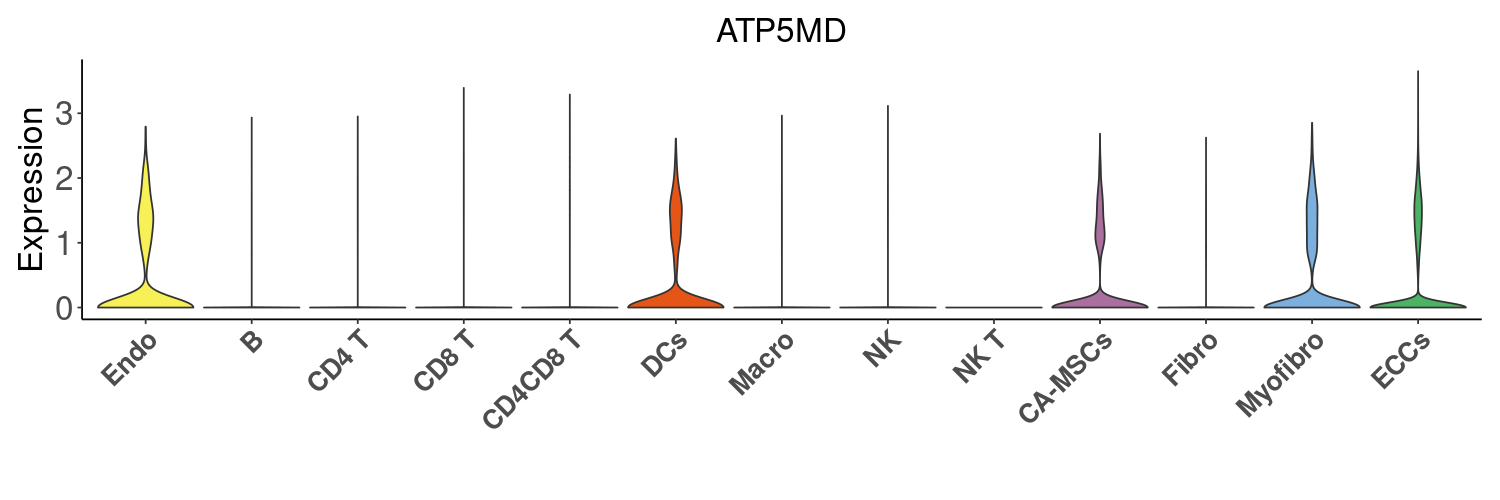 ATP5MD
Expression
3
2
1
0
Endo
B
CD4 T
CD8 T
CD4CD8 T
DCs
Macro
NK
NK T
CA-MSCs
Fibro
Myofibro
ECCs